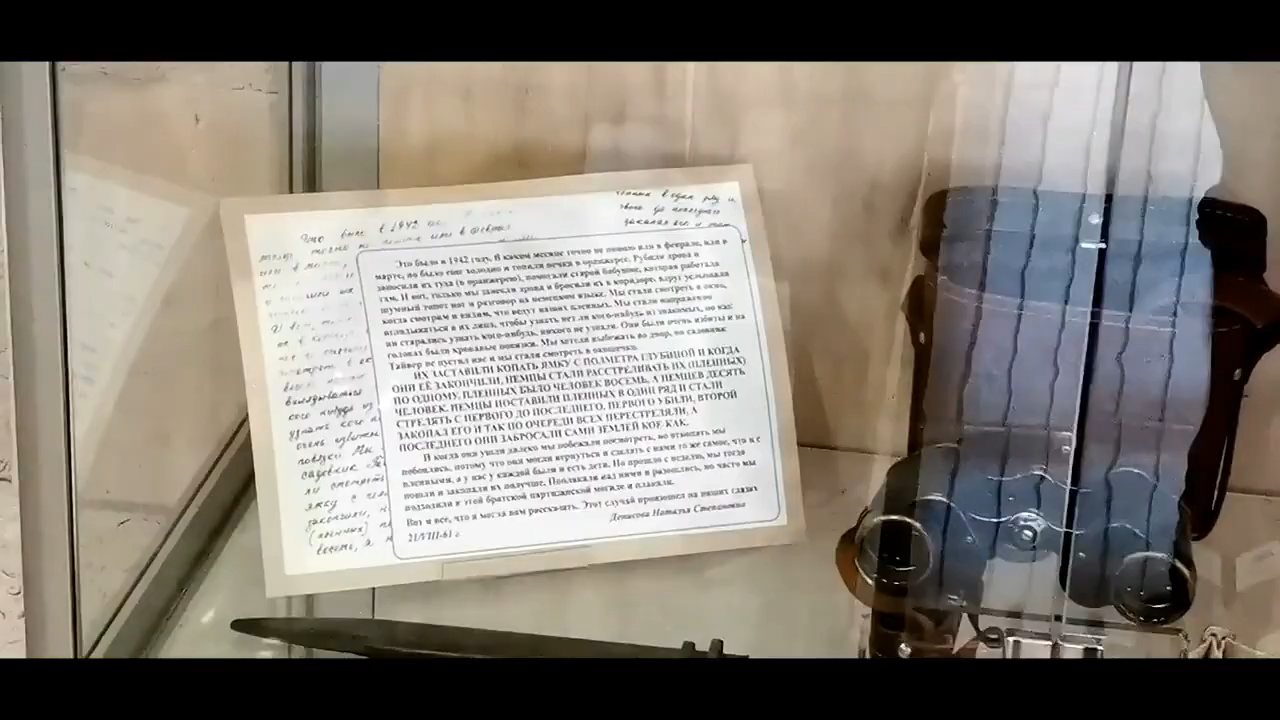 Это было в 1942 году. В каком месяце точно не помню или в феврале, или в
марте, но было еще холодно и топили печки в оранжерее. Рубили дрова и
заносили их туда (в оранжерею), помогали старой бабушке, которая работала
там. И вот, только мы занесли дрова и бросили их в коридоре, вдруг услышали
шумный топот ног и разговор на немецком языке. Мы стали смотреть в окно,
когда смотрим и видим, что ведут наших пленных. Мы стали напряженно
вглядываться в их лица, чтобы узнать нет ли кого-нибудь из знакомых, но как
ни старались узнать кого-нибудь, никого не узнали. Они были очень избиты и на
головах были кровавые повязки. Мы хотели выбежать во двор, но садовник
Тайвер не пустил нас и мы стали смотреть в окошечко.
ИХ ЗАСТАВИЛИ КОПАТЬ ЯМКУ С ПОЛМЕТРА ГЛУБИНОЙ И КОГДА
ОНИ ЕЁ ЗАКОНЧИЛИ, НЕМЦЫ СТАЛИ РАССТРЕЛИВАТЬ ИХ (ПЛЕННЫХ)
ПО ОДНОМУ. ПЛЕННЫХ БЫЛО ЧЕЛОВЕК ВОСЕМЬ, А НЕМЦЕВ ДЕСЯТЬ
ЧЕЛОВЕК. НЕМЦЫ ПОСТАВИЛИ ПЛЕННЫХ В ОДИН РЯД И СТАЛИ
СТРЕЛЯТЬ С ПЕРВОГО ДО ПОСЛЕДНЕГО. ПЕРВОГО УБИЛИ, ВТОРОЙ
ЗАКОПАЛ ЕГО И ТАК ПО ОЧЕРЕДИ ВСЕХ ПЕРЕСТРЕЛЯЛИ, А
ПОСЛЕДНЕГО ОНИ ЗАБРОСАЛИ САМИ ЗЕМЛЕЙ КОЕ КАК.
И когда они ушли далеко мы побежали посмотреть, но откопать мы
побоялись, потому что они могли вернуться и сделать с нами то же самое, что и с
пленными, а у нас у каждой были и есть дети. Но прошло с неделю, мы тогда
пошли и закопали их получше. Поплакали над ними и разошлись, но часто мы
подходили к этой братской партизанской могиле и плакали.
Вот и все, что я могла вам рассказать. Этот случай произошел на наших глазах
Денисова Наталья Степановна
21/VIII-61 г.